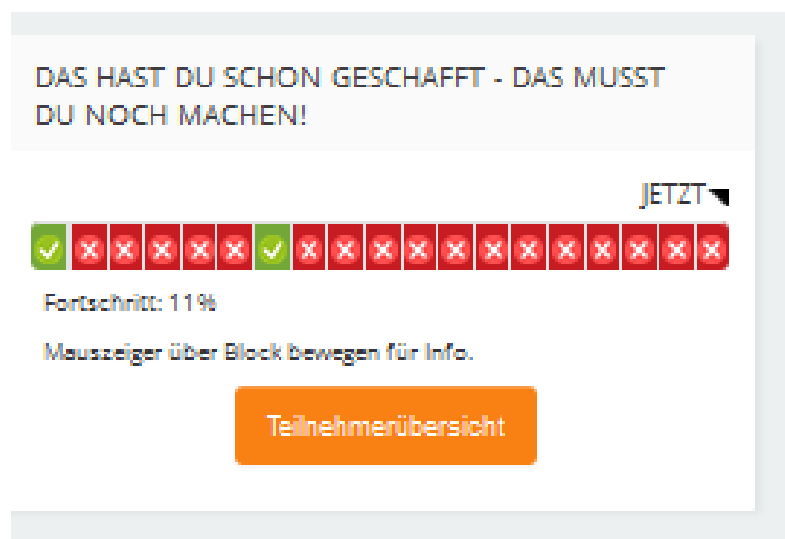 DAS HAST DU SCHON GESCHAFFT - DAS MUSST
DU NOCH MACHEN!
JETZT
Fortschritt: 11%
Mauszeiger über Block bewegen für Info.
Teilnehmerübersicht